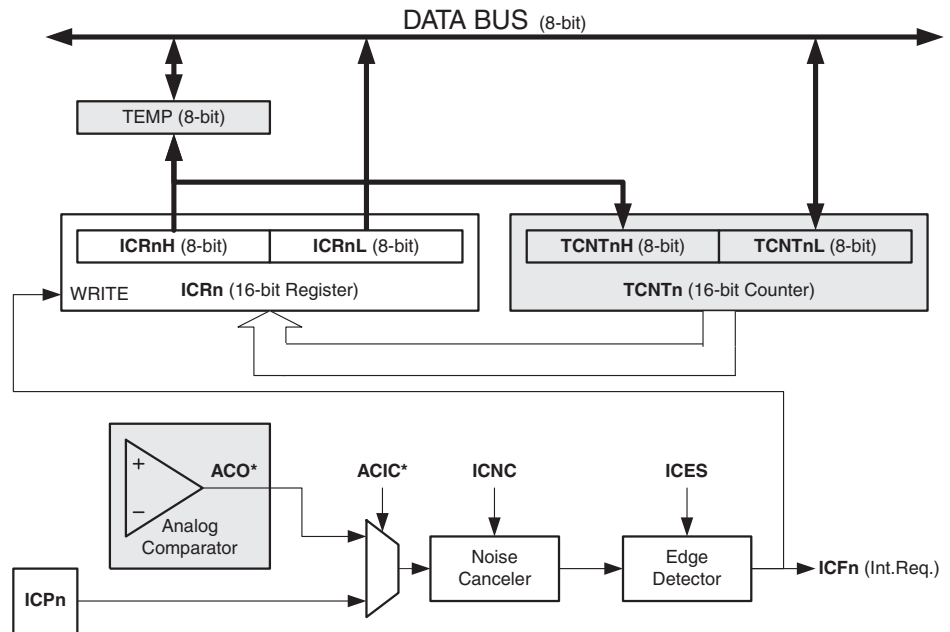 DATA BUS (8-bit)
TEMP (8-bit)
ICRnH (8-bit) ICRnL (8-bit) TCNTnH (8-bit) TCNTnL (8-bit)
WRITE ICRn (16-bit Register) TCNTn (16-bit Counter)
+ ACO* ACIC* ICNC ICES
−
Analog
Comparator
Noise
Canceler
Edge
Detector
ICFn (Int.Req.)
ICPn